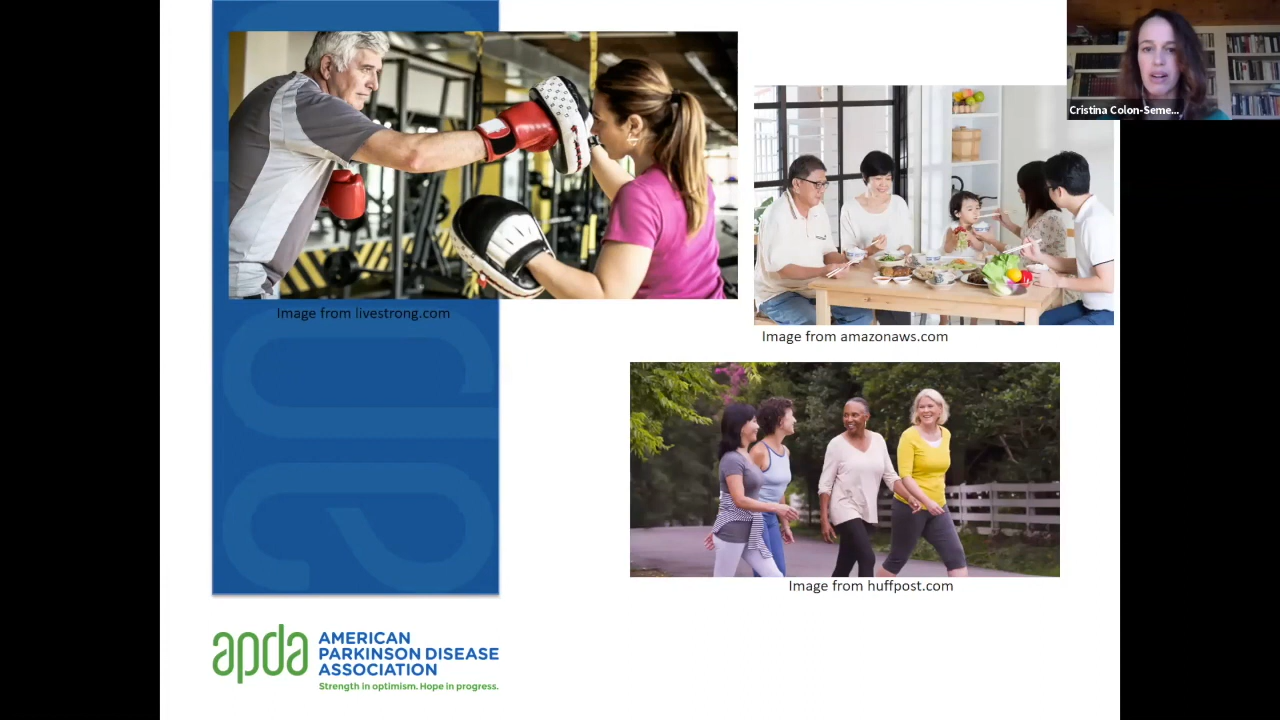 Cristina Colon-Seme...
Image from livestrong.com
Image from amazonaws.com
Image from huffpost.com
apda
AMERICAN
PARKINSON DISEASE
ASSOCIATION
Strength in optimism. Hope in progress.